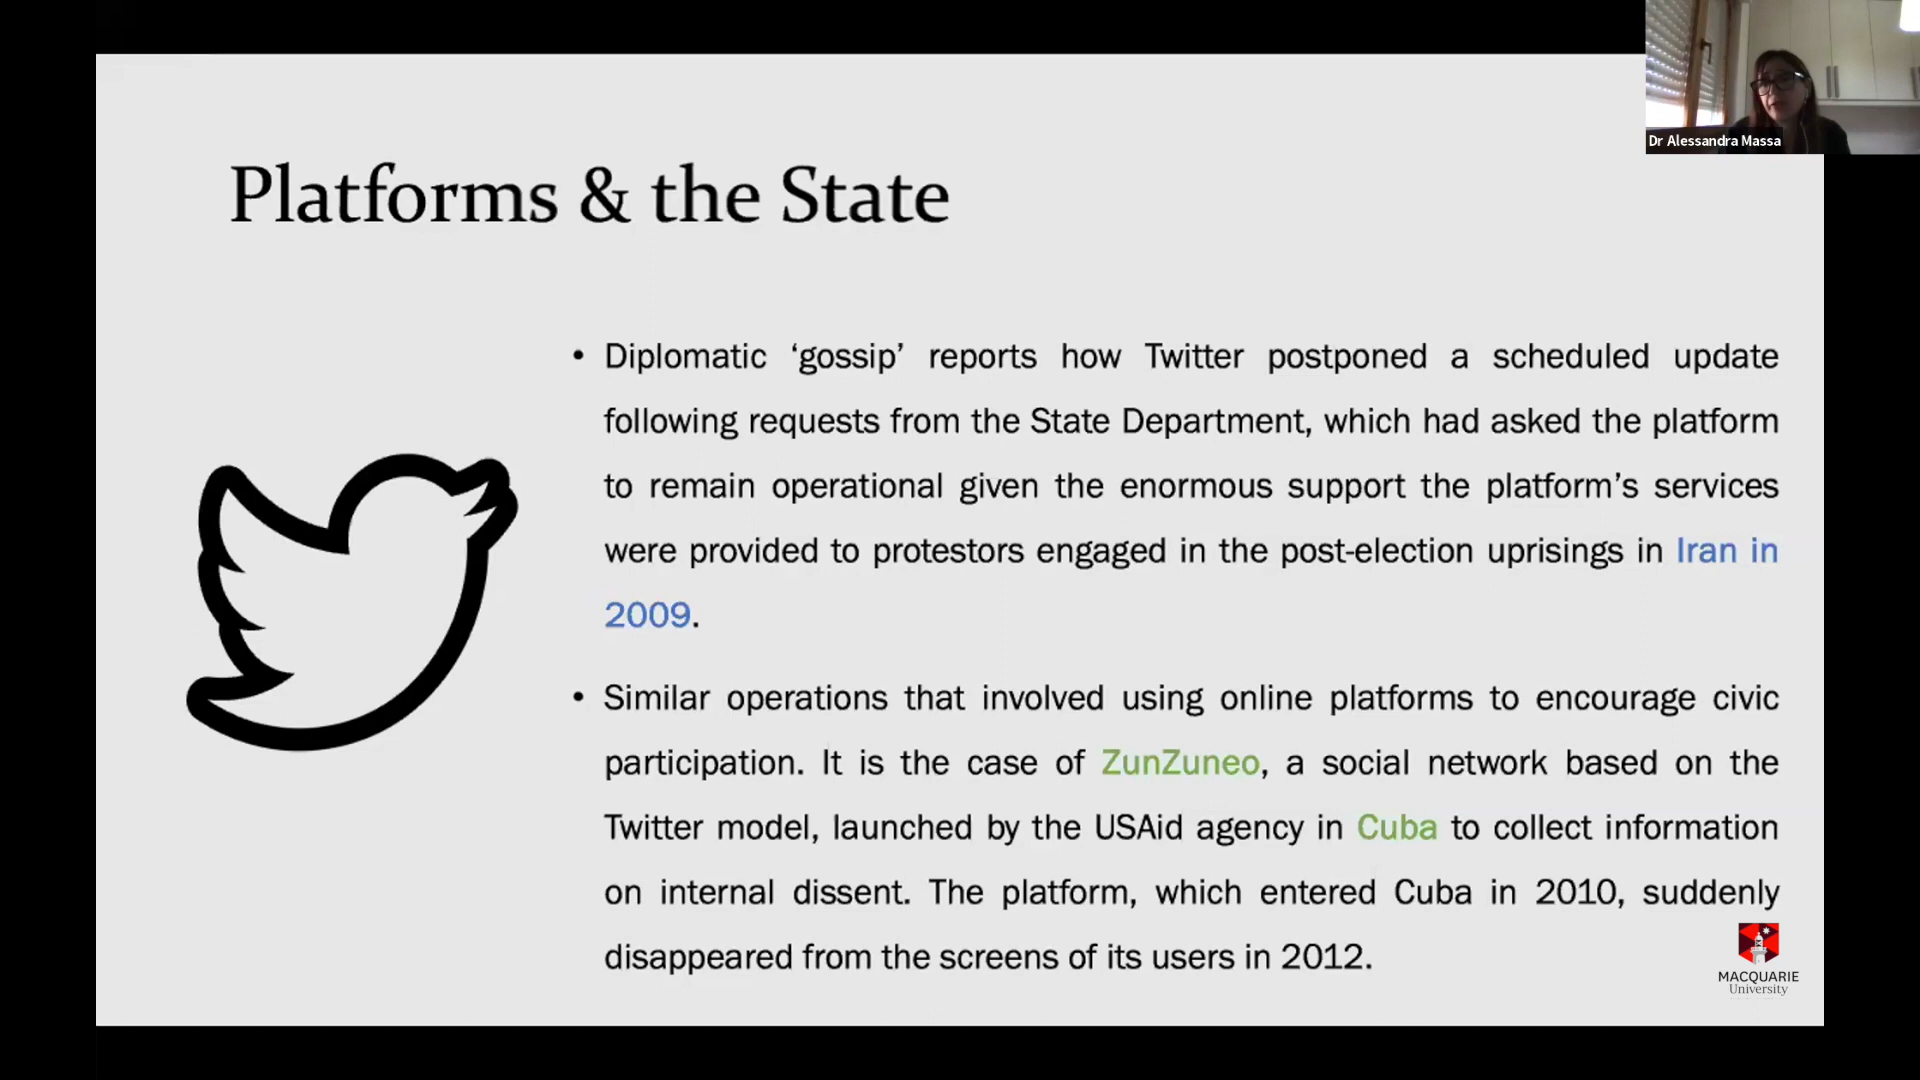 Dr Alessandra Massa
Platforms & the State
• Diplomatic ‘gossip’ reports how Twitter postponed a scheduled update
following requests from the State Department, which had asked the platform
to remain operational given the enormous support the platform’s services
were provided to protestors engaged in the post-election uprisings in Iran in
2009.
• Similar operations that involved using online platforms to encourage civic
participation. It is the case of ZunZuneo, a social network based on the
Twitter model, launched by the USAid agency in Cuba to collect information
on internal dissent. The platform, which entered Cuba in 2010, suddenly
disappeared from the screens of its users in 2012.
MACQUARIE
University